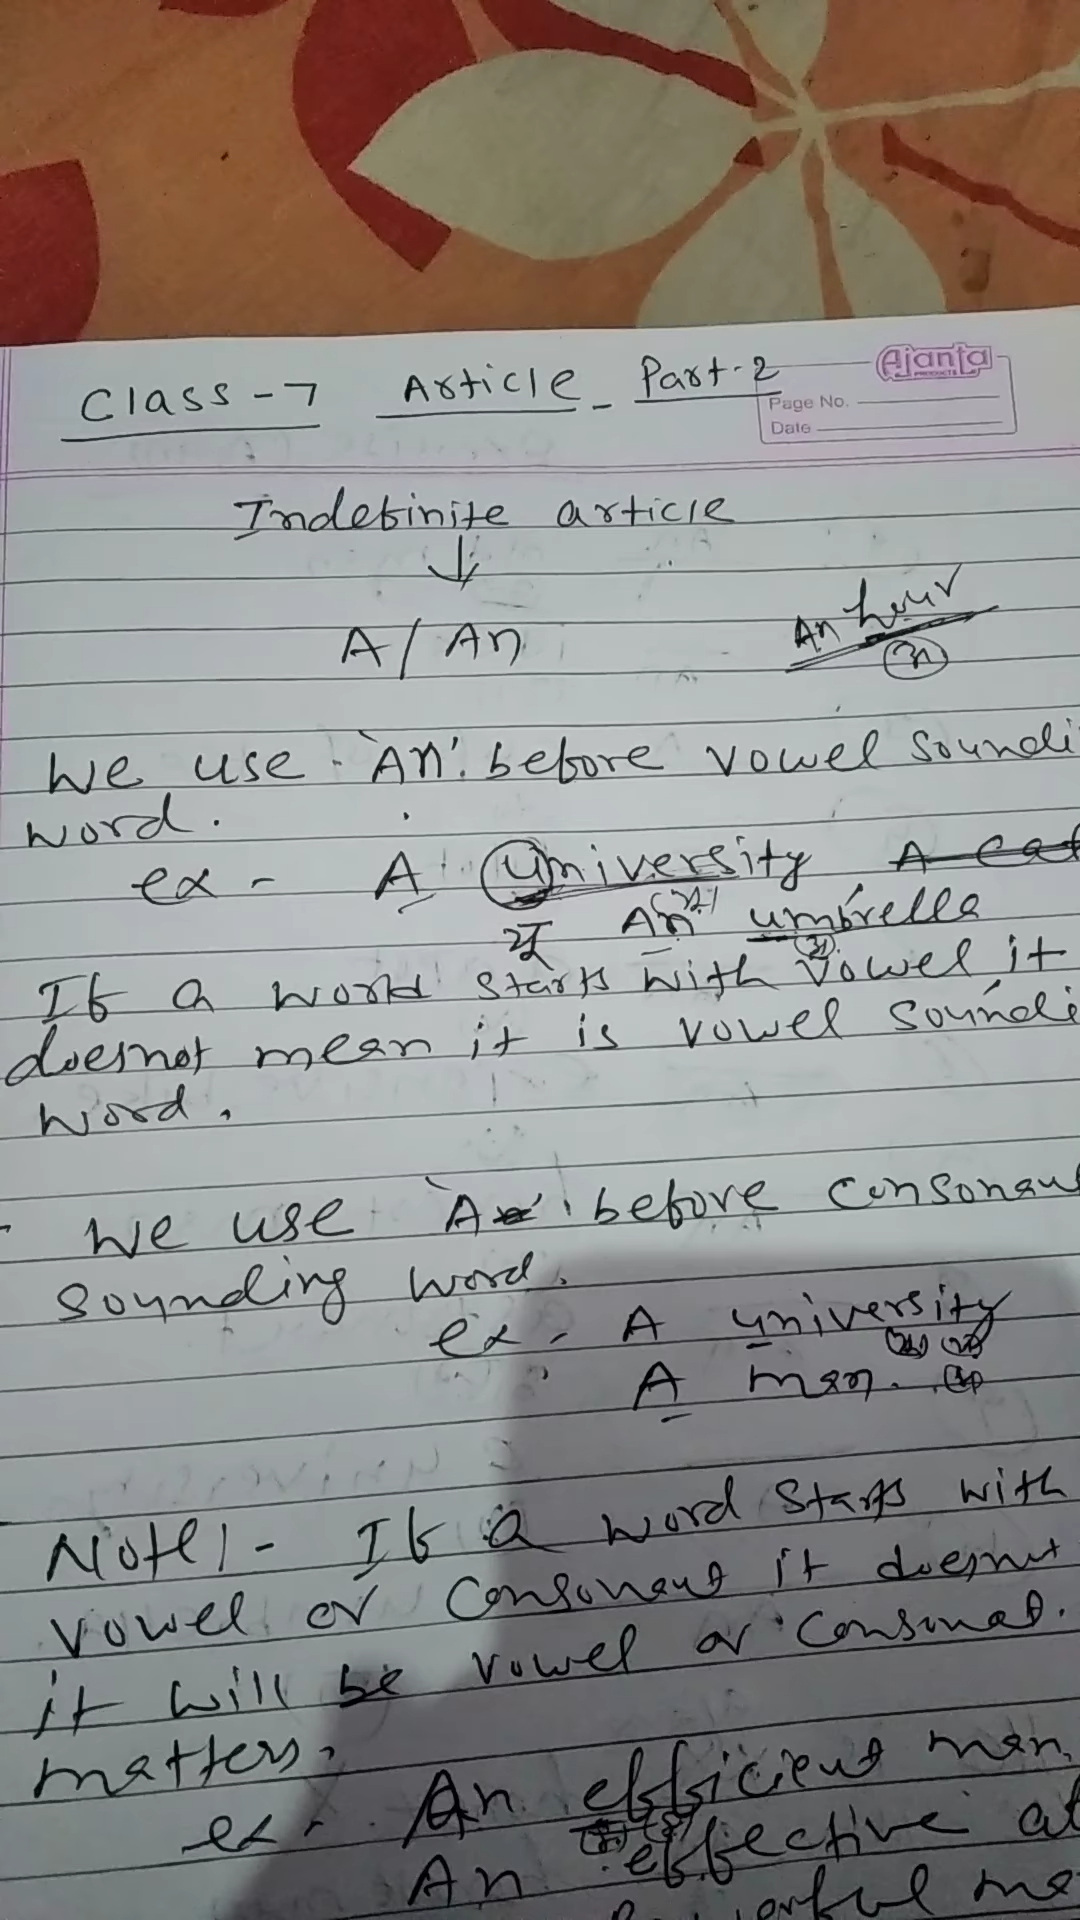 Class-7 Article - Part-2
Ajanta
Page No.
Date
Indefinite article
↓
A / An
An hour
We use 'An' before vowel soundi
word.
ex - A university A cat
यू An umbrella
If a word starts with vowel it
doesnot mean it is vowel soundi
word.
- We use 'A' before consonan
sounding word.
ex - A university
A man.
Note :- If a word starts with
vowel or consonant it doesnot
it will be vowel or consonat.
matters.
ex - An efficient man.
An effective